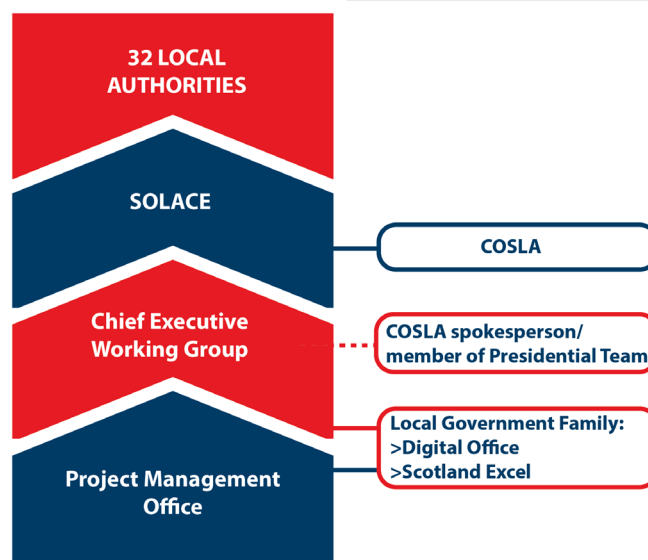 32 LOCAL
AUTHORITIES
SOLACE
COSLA
Chief Executive
Working Group
COSLA spokesperson/
member of Presidential Team
Local Government Family:
>Digital Office
>Scotland Excel
Project Management
Office